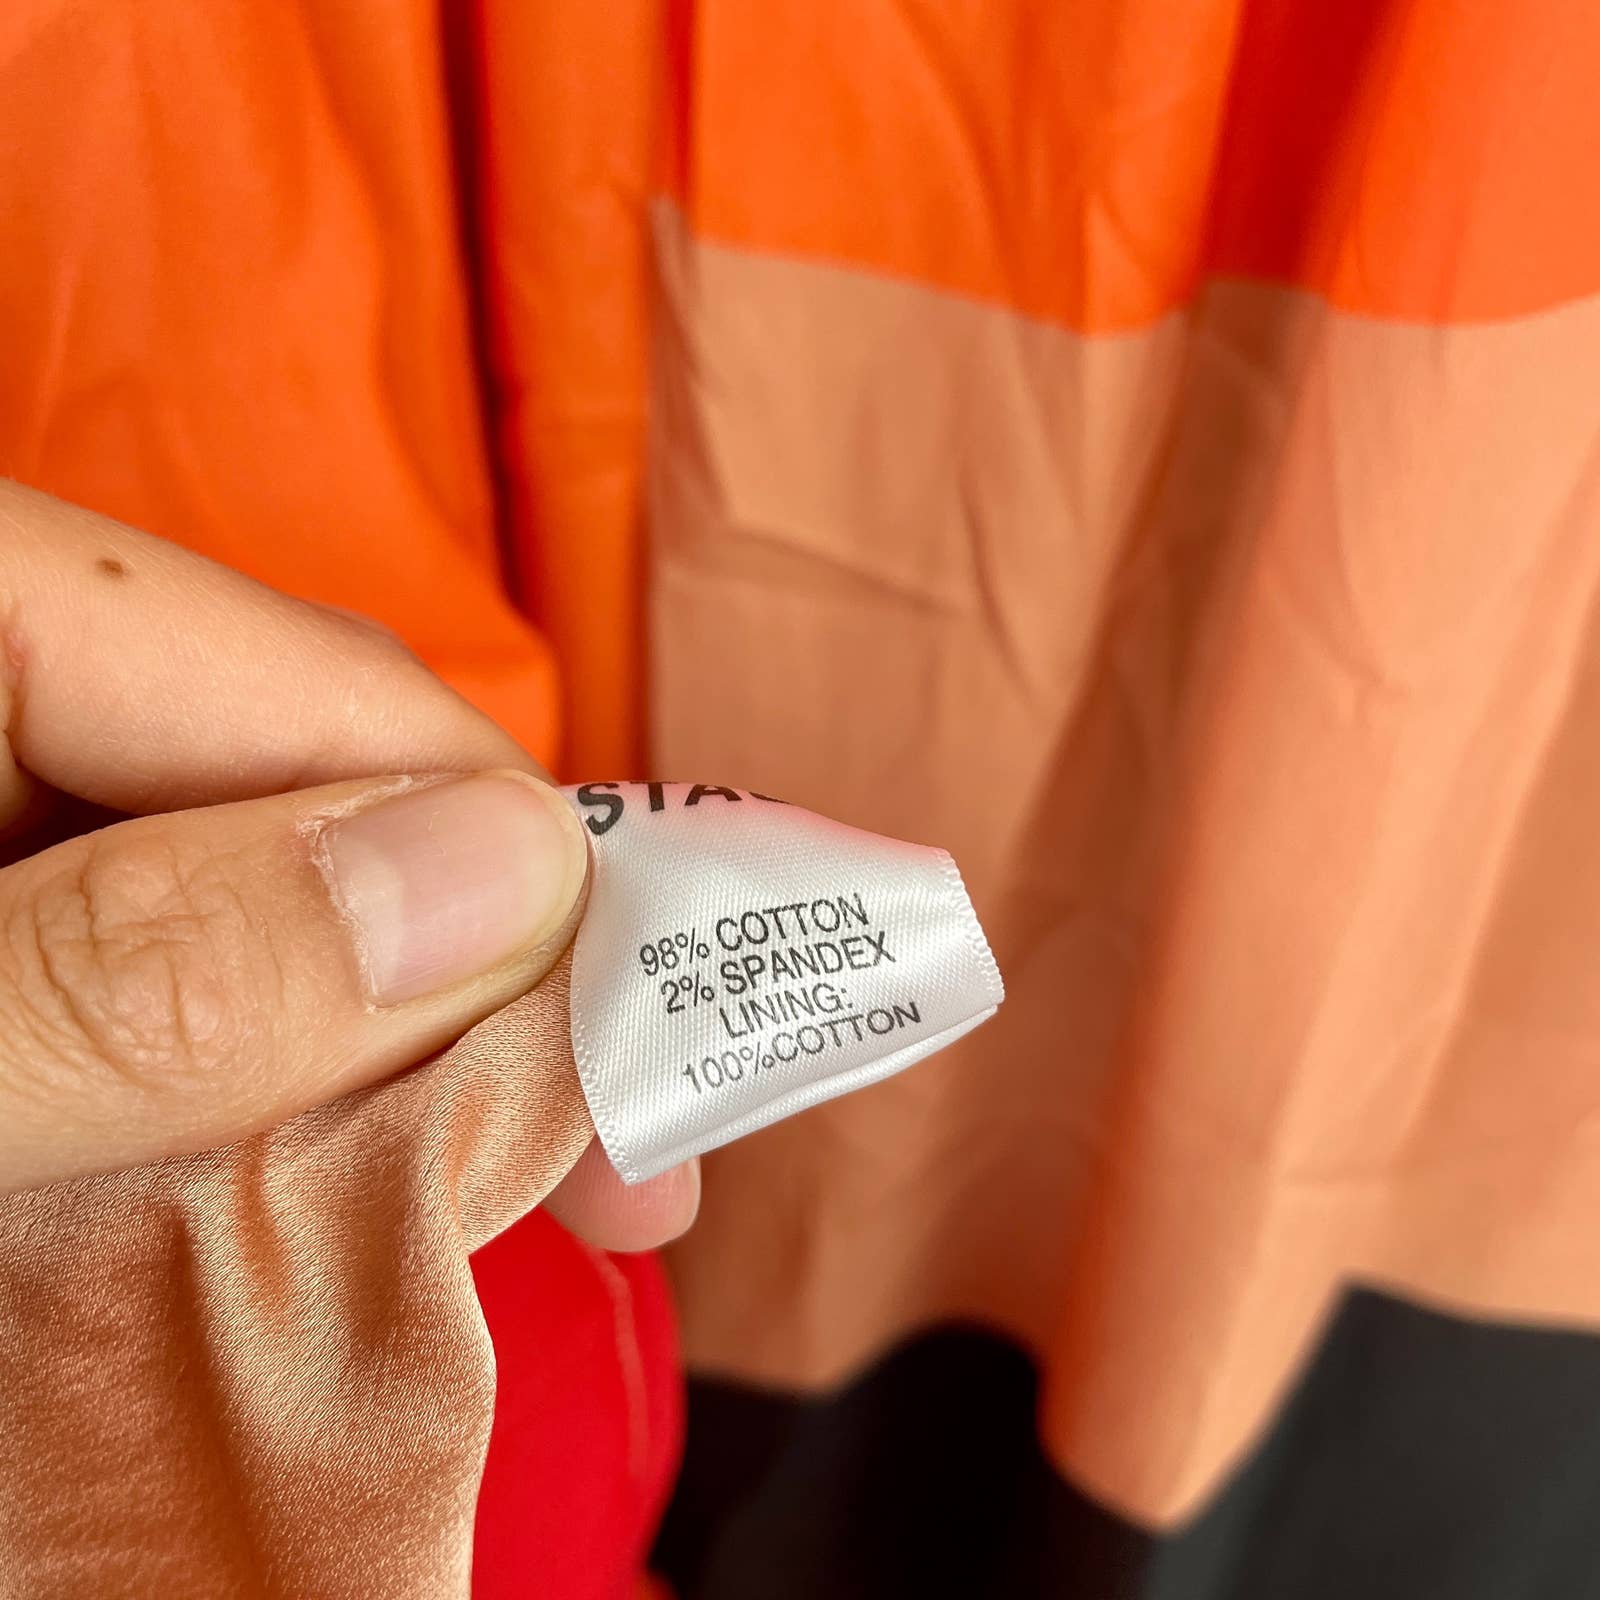 98% COTTON
2% SPANDEX
LINING:
100%COTTON